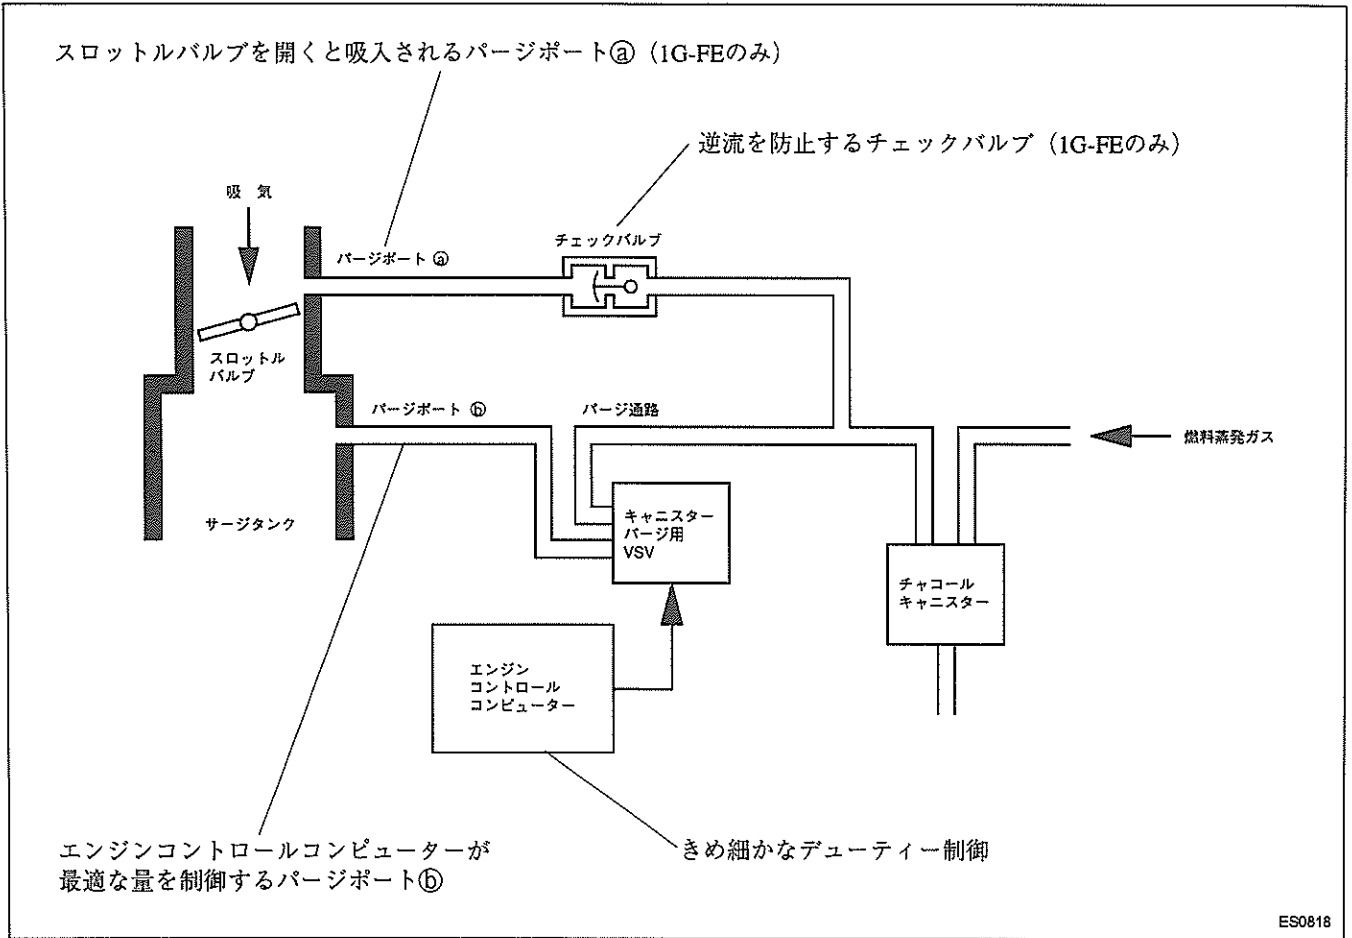 スロットルバルブを開くと吸入されるパージポートⓐ（1G-FEのみ）
逆流を防止するチェックバルブ（1G-FEのみ）
吸 気
チェックバルブ
パージポート ⓐ
スロットル
バルブ
パージポート ⓑ
パージ通路
燃料蒸発ガス
サージタンク
キャニスター
パージ用
VSV
チャコール
キャニスター
エンジン
コントロール
コンピューター
エンジンコントロールコンピューターが
最適な量を制御するパージポートⓑ
きめ細かなデューティー制御
ES0818